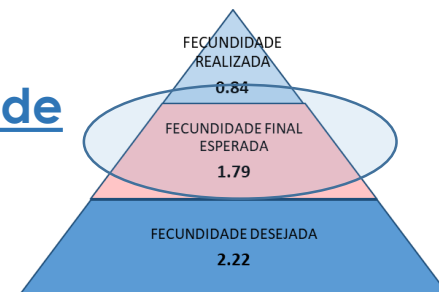 FECUNDIDADE
REALIZADA
0.84
de
FECUNDIDADE FINAL
ESPERADA
1.79
FECUNDIDADE DESEJADA
2.22